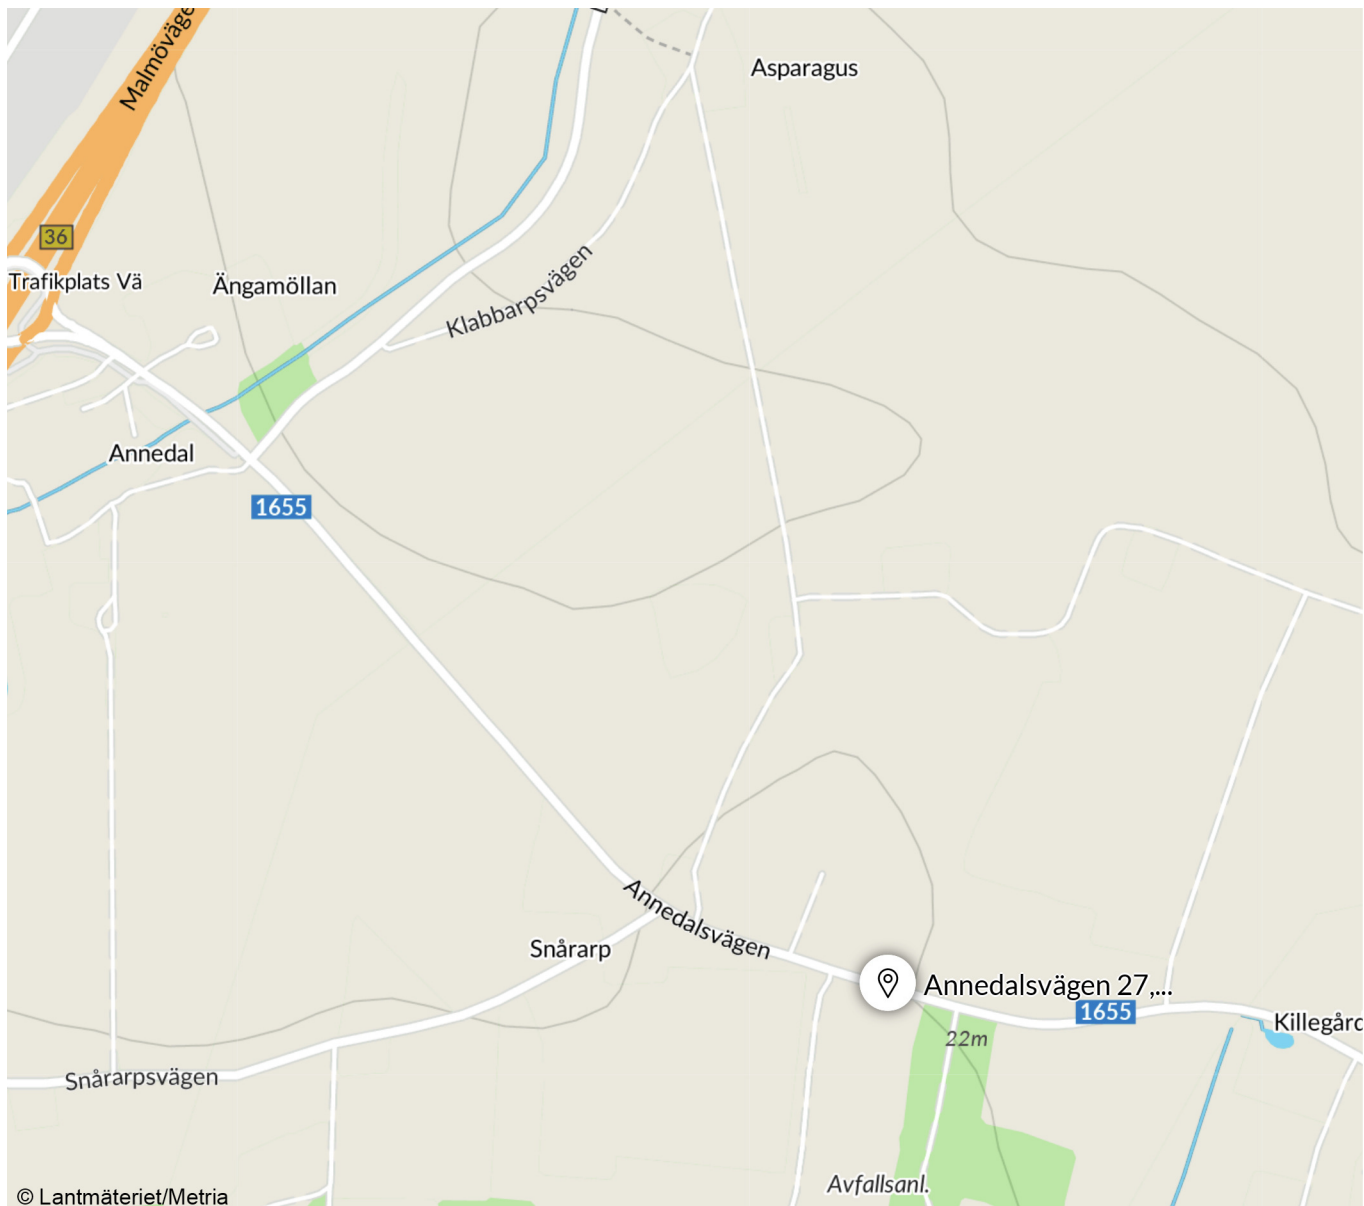 Malmöväge
Asparagus
36
Trafikplats Vä
Ängamöllan
Klabbarpsvägen
Annedal
1655
Annedalsvägen
Snårarp
Annedalsvägen 27,...
1655
Killegård
22m
Snårarpsvägen
Avfallsanl.
© Lantmäteriet/Metria